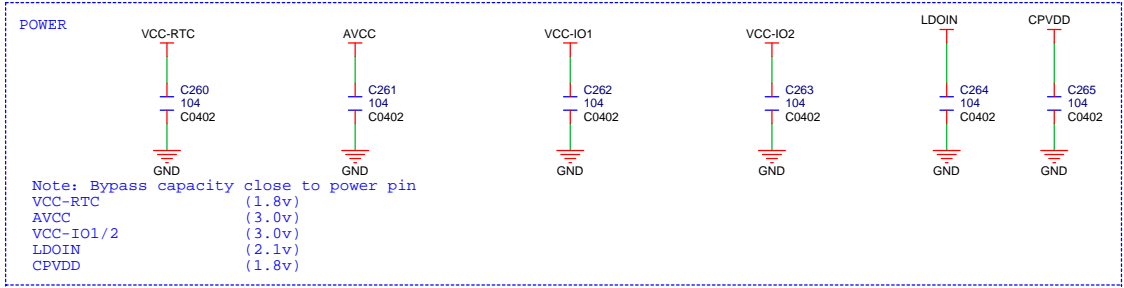 POWER
VCC-RTC AVCC VCC-IO1 VCC-IO2 LDOIN CPVDD
C260 C261 C262 C263 C264 C265
104 104 104 104 104 104
C0402 C0402 C0402 C0402 C0402 C0402
GND GND GND GND GND GND
Note: Bypass capacity close to power pin
VCC-RTC (1.8v)
AVCC (3.0v)
VCC-IO1/2 (3.0v)
LDOIN (2.1v)
CPVDD (1.8v)